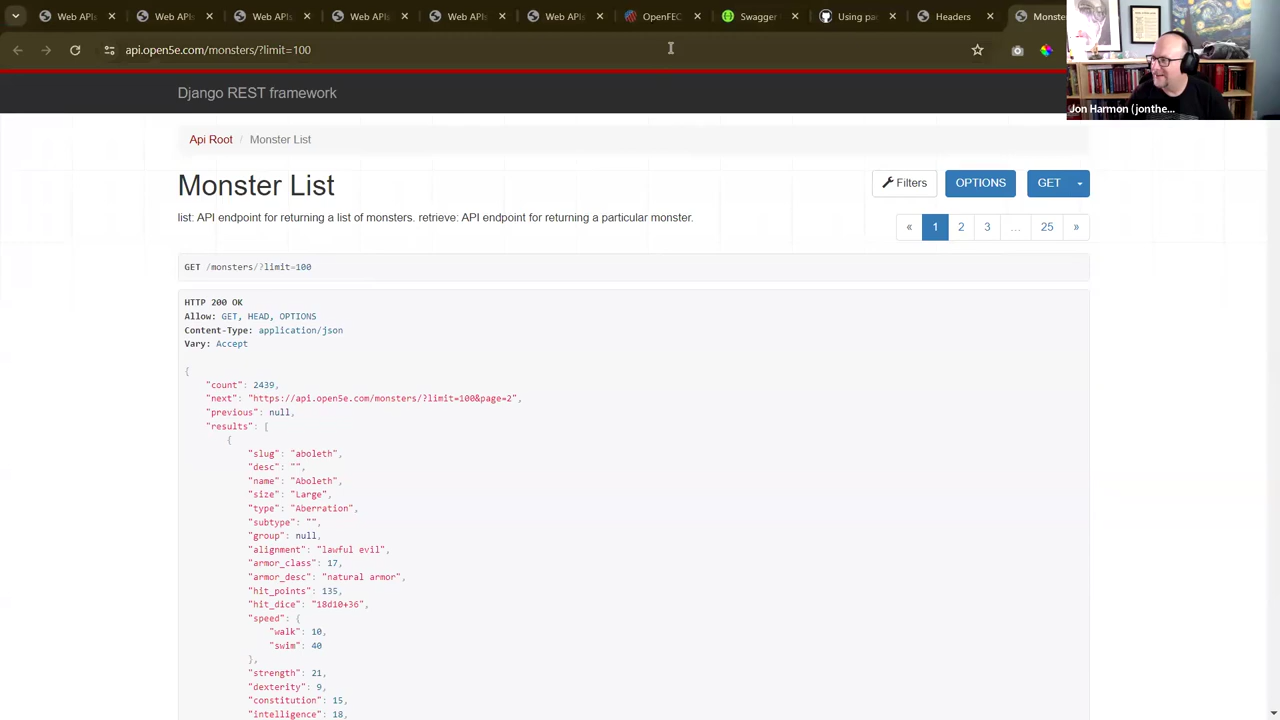 Web APIs
Web APIs
Web APIs
Web APIs
Web APIs
Web APIs
OpenFEC
Swagger
Using pa
Headers
Monste
api.open5e.com/monsters/?limit=100
Jon Harmon (jonthe...
Django REST framework
Api Root / Monster List
Monster List
Filters
OPTIONS
GET
list: API endpoint for returning a list of monsters. retrieve: API endpoint for returning a particular monster.
« 1 2 3 … 25 »
GET /monsters/?limit=100
HTTP 200 OK
Allow: GET, HEAD, OPTIONS
Content-Type: application/json
Vary: Accept
{
"count": 2439,
"next": "https://api.open5e.com/monsters/?limit=100&page=2",
"previous": null,
"results": [
{
"slug": "aboleth",
"desc": "",
"name": "Aboleth",
"size": "Large",
"type": "Aberration",
"subtype": "",
"group": null,
"alignment": "lawful evil",
"armor_class": 17,
"armor_desc": "natural armor",
"hit_points": 135,
"hit_dice": "18d10+36",
"speed": {
"walk": 10,
"swim": 40
},
"strength": 21,
"dexterity": 9,
"constitution": 15,
"intelligence": 18,